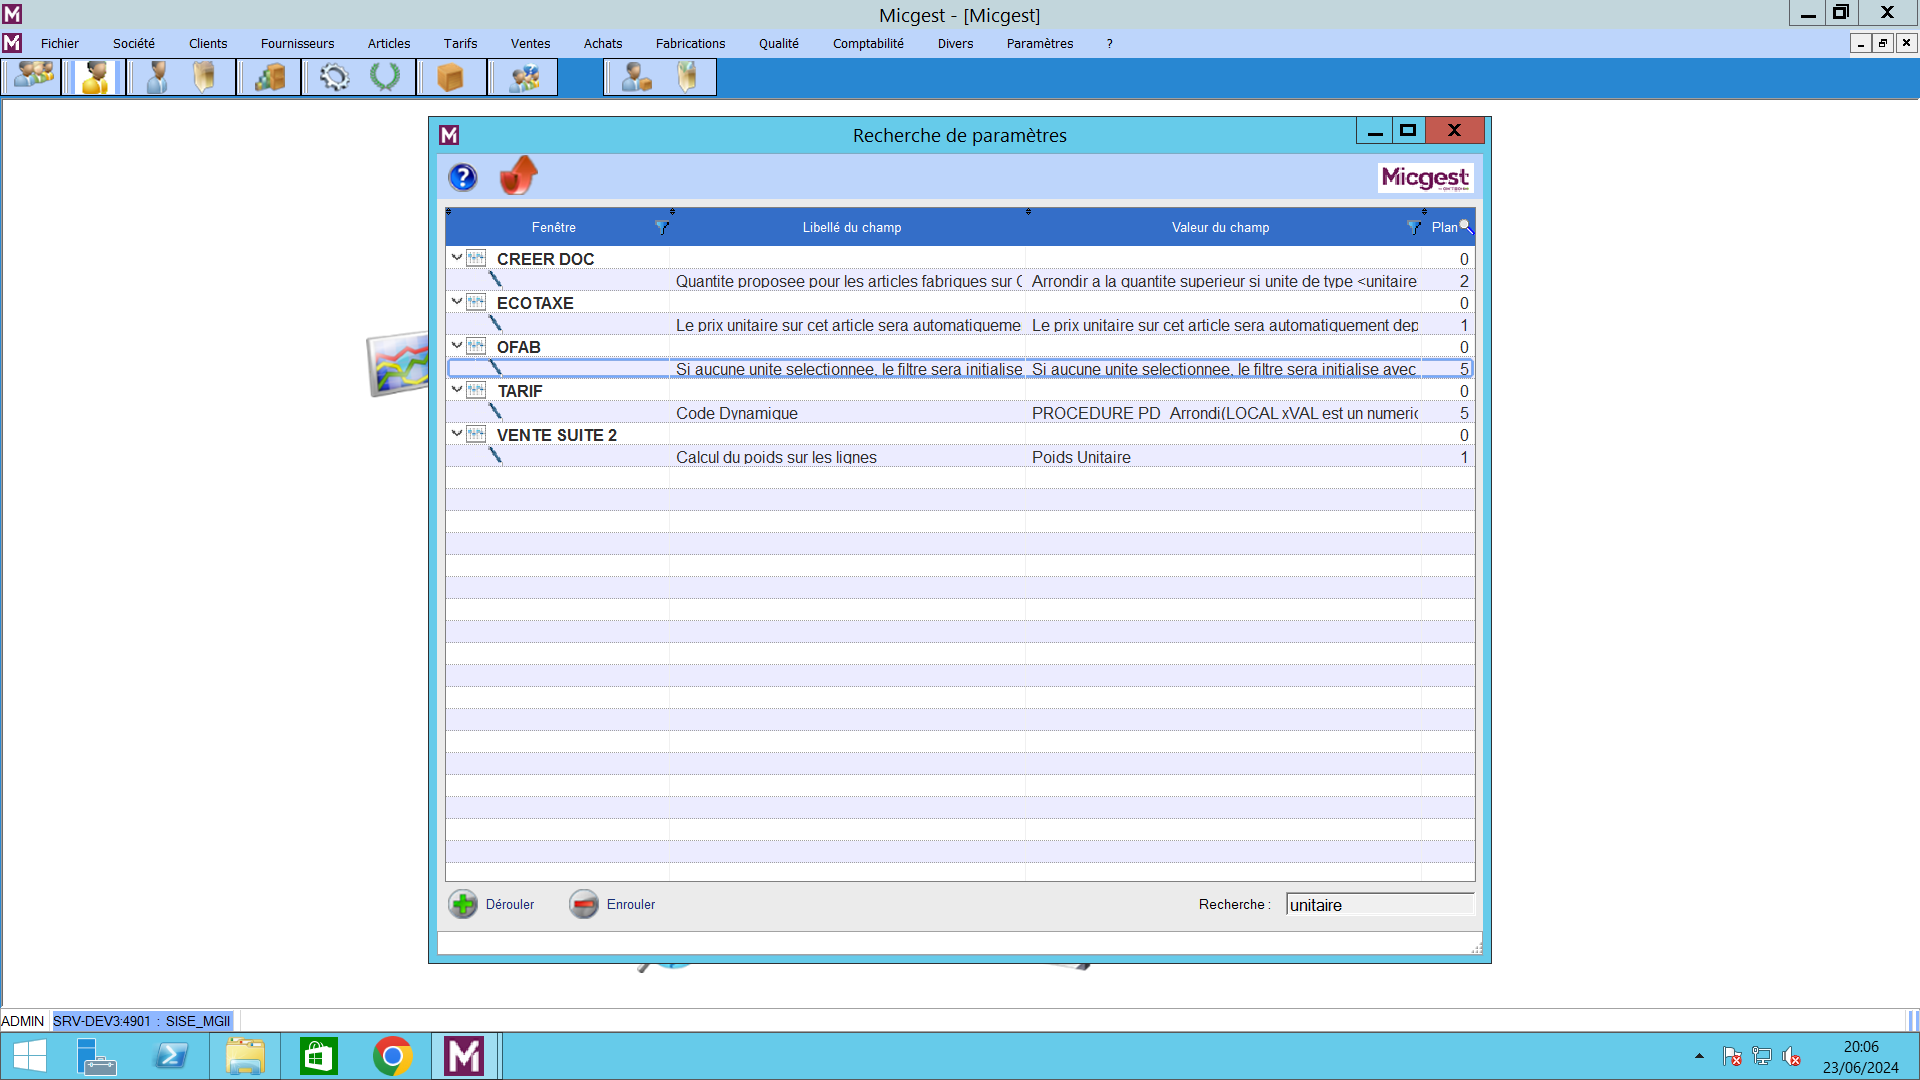 Micgest - [Micgest]
Fichier Société Clients Fournisseurs Articles Tarifs Ventes Achats Fabrications Qualité Comptabilité Divers Paramètres ?
Recherche de paramètres
Micgest
Fenêtre Libellé du champ Valeur du champ Plan
CREER DOC 0
Quantite proposee pour les articles fabriques sur Arrondir a la quantite superieur si unite de type <unitaire 2
ECOTAXE 0
Le prix unitaire sur cet article sera automatiqueme Le prix unitaire sur cet article sera automatiquement dep 1
OFAB 0
Si aucune unite selectionnee, le filtre sera initialise Si aucune unite selectionnee, le filtre sera initialise avec 5
TARIF 0
Code Dynamique PROCEDURE PD_Arrondi(LOCAL xVAL est un numeric 5
VENTE SUITE 2 0
Calcul du poids sur les lignes Poids Unitaire 1
Dérouler Enrouler Recherche : unitaire
ADMIN SRV-DEV3:4901 : SISE_MGII
20:06
23/06/2024